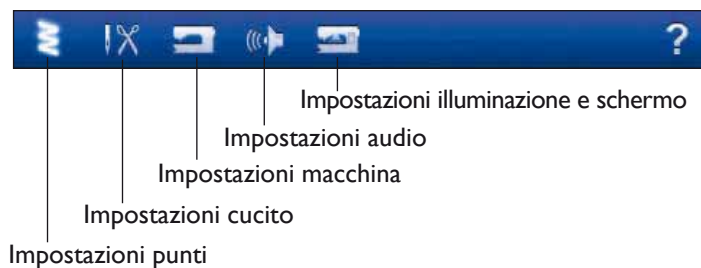 ?
Impostazioni illuminazione e schermo
Impostazioni audio
Impostazioni macchina
Impostazioni cucito
Impostazioni punti